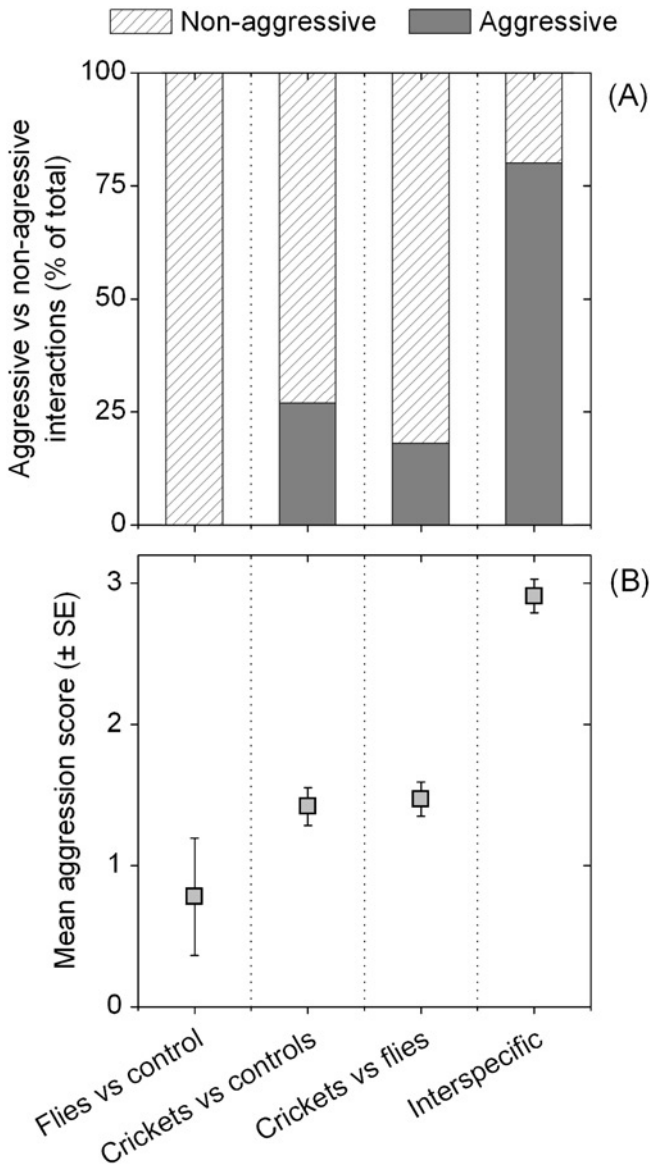 Non-aggressive Aggressive
(A)
Aggressive vs non-agressive
interactions (% of total)
100
75
50
25
0
(B)
Mean aggression score (± SE)
3
2
1
0
Flies vs control
Crickets vs controls
Crickets vs flies
Interspecific